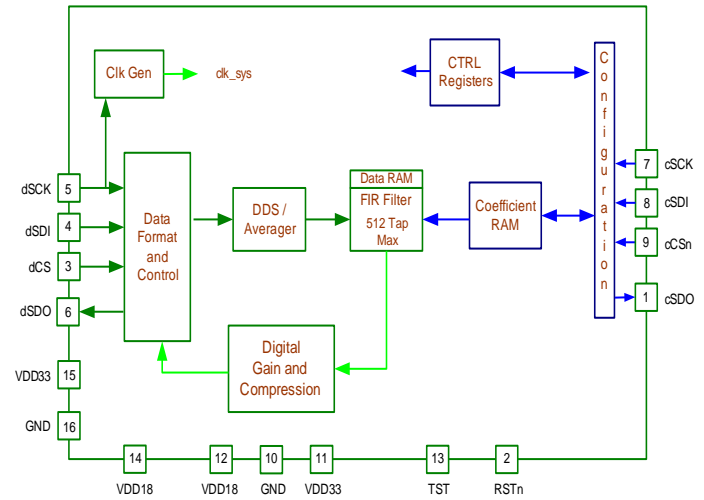 Clk Gen
clk_sys
CTRL
Registers
C
o
n
f
i
g
u
r
a
t
i
o
n
dSCK
5
dSDI
4
dCS
3
dSDO
6
VDD33
15
GND
16
Data
Format
and
Control
DDS /
Averager
Data RAM
FIR Filter
512 Tap
Max
Coefficient
RAM
7
cSCK
8
cSDI
9
cCSn
1
cSDO
Digital
Gain and
Compression
14
12
10
11
13
2
VDD18
VDD18
GND
VDD33
TST
RSTn